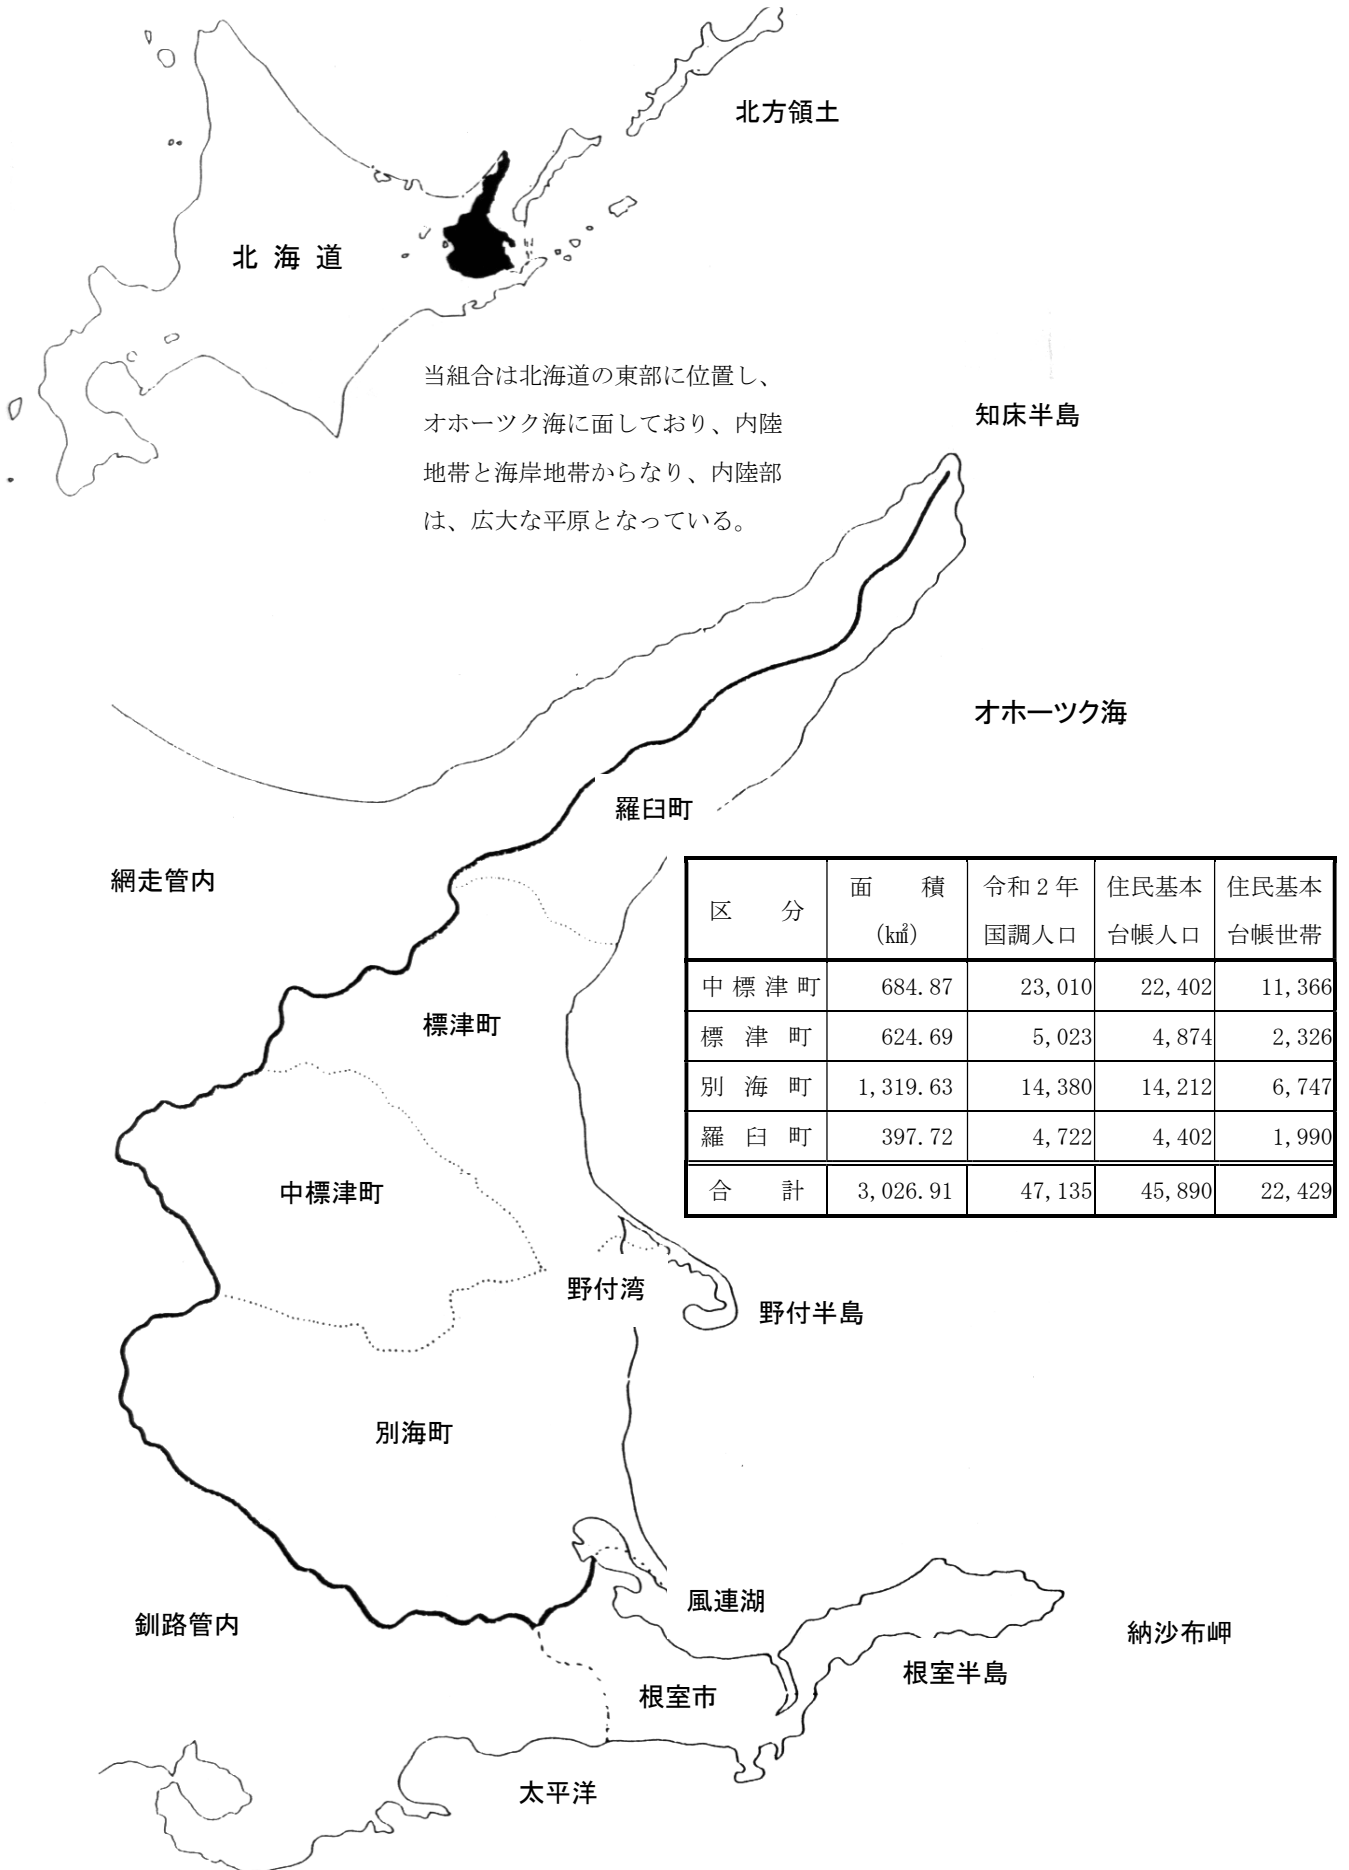 北方領土
北海道
当組合は北海道の東部に位置し、
オホーツク海に面しており、内陸
地帯と海岸地帯からなり、内陸部
は、広大な平原となっている。
知床半島
オホーツク海
羅臼町
網走管内
区分 面積(㎢) 令和2年国調人口 住民基本台帳人口 住民基本台帳世帯
中標津町 684.87 23,010 22,402 11,366
標津町 624.69 5,023 4,874 2,326
別海町 1,319.63 14,380 14,212 6,747
羅臼町 397.72 4,722 4,402 1,990
合計 3,026.91 47,135 45,890 22,429
標津町
中標津町
野付湾
野付半島
別海町
風連湖
釧路管内
納沙布岬
根室半島
根室市
太平洋